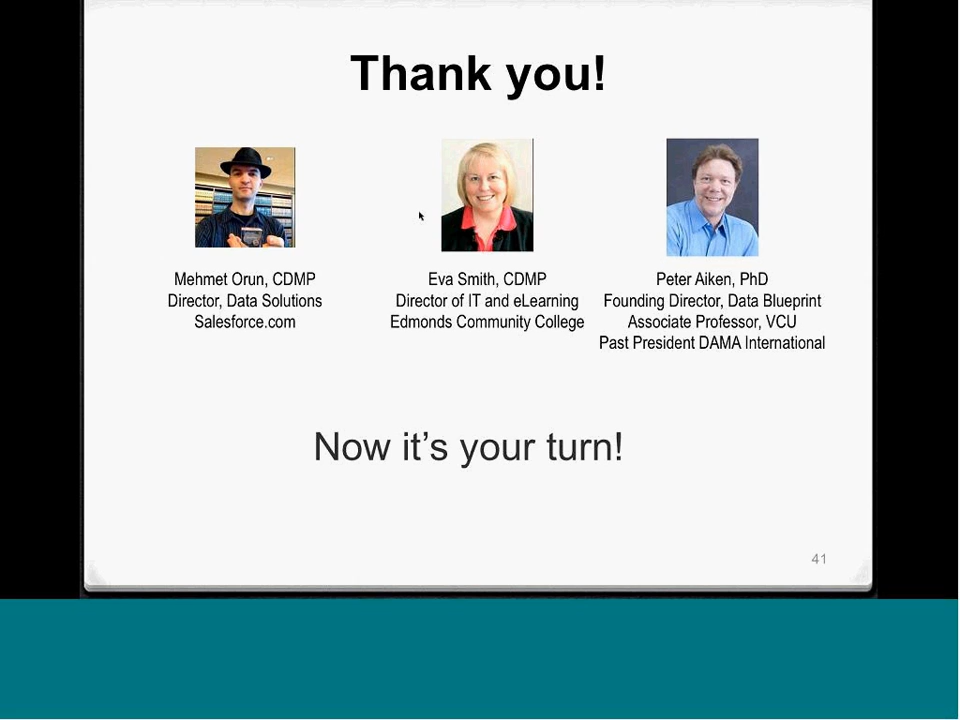 Thank you!
Mehmet Orun, CDMP
Director, Data Solutions
Salesforce.com
Eva Smith, CDMP
Director of IT and eLearning
Edmonds Community College
Peter Aiken, PhD
Founding Director, Data Blueprint
Associate Professor, VCU
Past President DAMA International
Now it’s your turn!
41